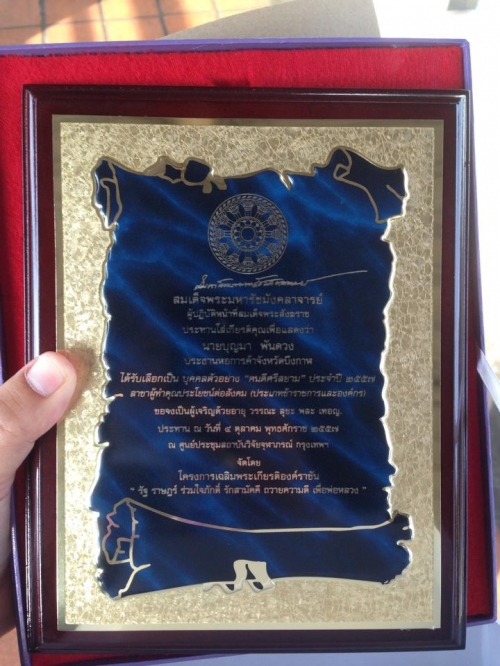 สมเด็จพระมหารัชมังคลาจารย์
ผู้ปฏิบัติหน้าที่สมเด็จพระสังฆราช
ประทานโล่เกียรติคุณเพื่อแสดงว่า
นายบุญมา พันดวง
ประธานหอการค้าจังหวัดบึงกาฬ
ได้รับเลือกเป็น บุคคลตัวอย่าง "คนดีศรีสยาม" ประจำปี ๒๕๕๗
สาขาผู้ทำคุณประโยชน์ต่อสังคม (ประเภทข้าราชการและองค์กร)
ขอจงเป็นผู้เจริญด้วยอายุ วรรณะ สุขะ พละ เทอญ.
ประทาน ณ วันที่ ๔ ตุลาคม พุทธศักราช ๒๕๕๗
ณ ศูนย์ประชุมสถาบันวิจัยจุฬาภรณ์ กรุงเทพฯ
จัดโดย
โครงการเฉลิมพระเกียรติองค์ราชัน
" รัฐ ราษฎร์ ร่วมใจภักดิ์ รักสามัคคี ถวายความดี เพื่อพ่อหลวง "